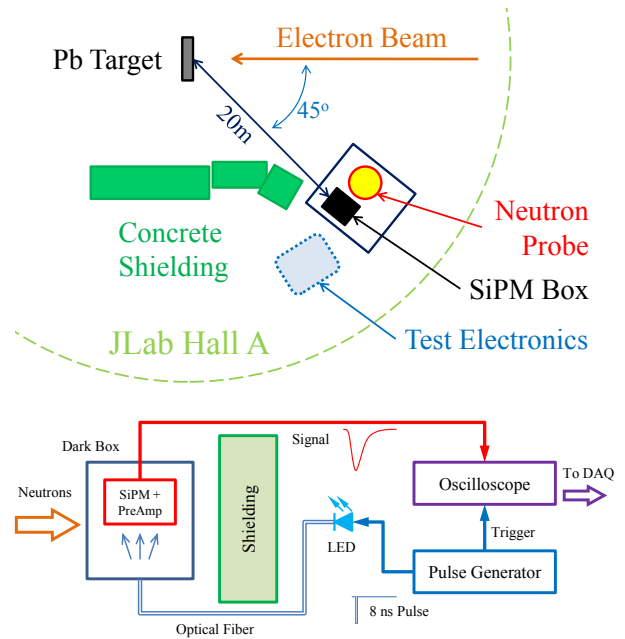 Electron Beam
Pb Target
45°
20m
Concrete
Shielding
Neutron
Probe
SiPM Box
Test Electronics
JLab Hall A
Signal
Dark Box
To DAQ
Neutrons
SiPM +
PreAmp
Oscilloscope
Shielding
Trigger
LED
Pulse Generator
8 ns Pulse
Optical Fiber